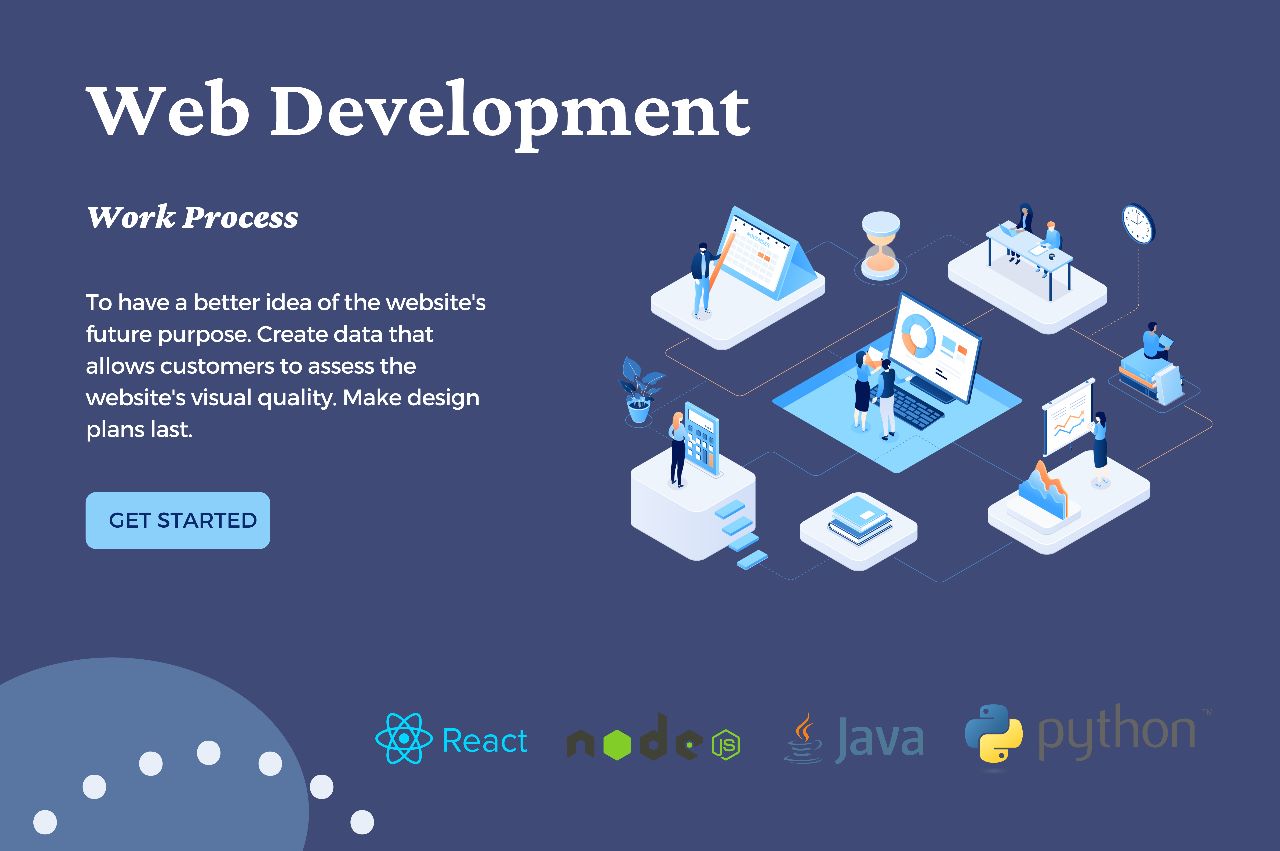 Web Development
Work Process
To have a better idea of the website's
future purpose. Create data that
allows customers to assess the
website's visual quality. Make design
plans last.
GET STARTED
React
node
JS
Java
python
TM